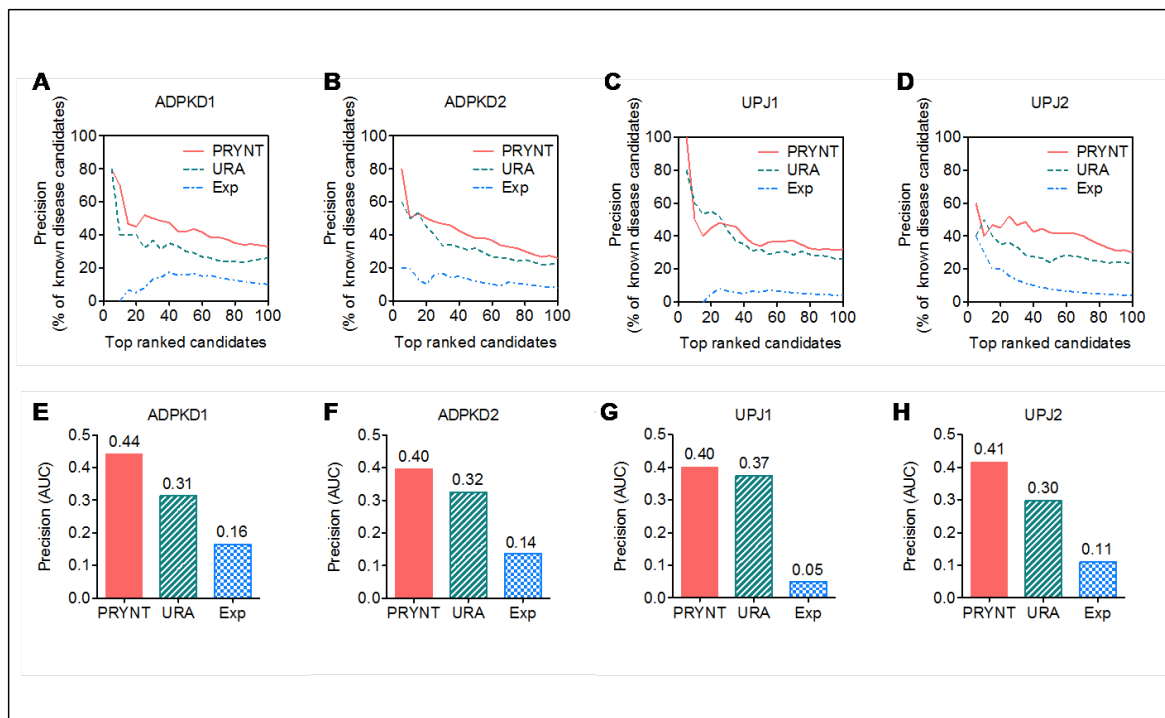 A
ADPKD1
Precision
(% of known disease candidates)
100
80
60
40
20
0
PRYNT
URA
Exp
0 20 40 60 80 100
Top ranked candidates
B
ADPKD2
Precision
(% of known disease candidates)
100
80
60
40
20
0
PRYNT
URA
Exp
0 20 40 60 80 100
Top ranked candidates
C
UPJ1
Precision
(% of known disease candidates)
100
80
60
40
20
0
PRYNT
URA
Exp
0 20 40 60 80 100
Top ranked candidates
D
UPJ2
Precision
(% of known disease candidates)
100
80
60
40
20
0
PRYNT
URA
Exp
0 20 40 60 80 100
Top ranked candidates
E
ADPKD1
Precision (AUC)
0.5
0.4
0.3
0.2
0.1
0.0
0.44
0.31
0.16
PRYNT URA Exp
F
ADPKD2
Precision (AUC)
0.5
0.4
0.3
0.2
0.1
0.0
0.40
0.32
0.14
PRYNT URA Exp
G
UPJ1
Precision (AUC)
0.5
0.4
0.3
0.2
0.1
0.0
0.40
0.37
0.05
PRYNT URA Exp
H
UPJ2
Precision (AUC)
0.5
0.4
0.3
0.2
0.1
0.0
0.41
0.30
0.11
PRYNT URA Exp